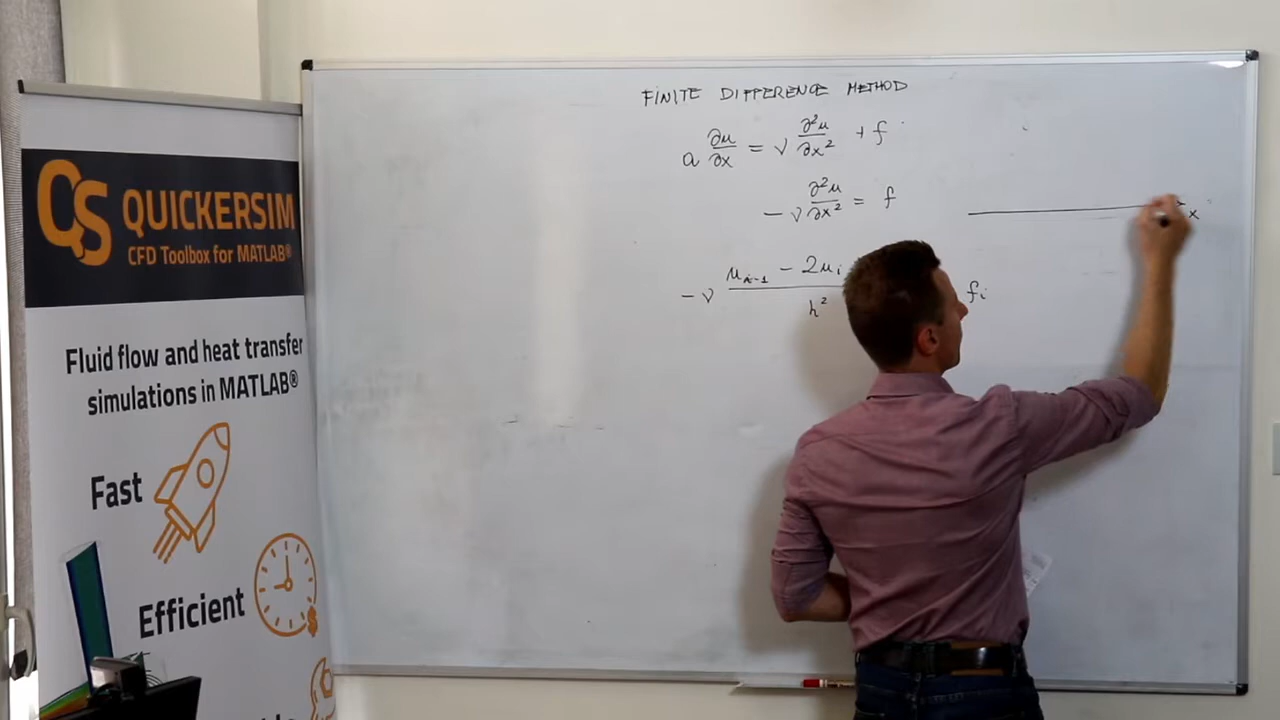 QS QUICKERSIM
CFD Toolbox for MATLAB®
Fluid flow and heat transfer
simulations in MATLAB®
Fast
Efficient
FINITE DIFFERENCE METHOD
a ∂u/∂x = ν ∂²u/∂x² + f
- ν ∂²u/∂x² = f
x
- ν u_{i-1} - 2u_i / h² f_i